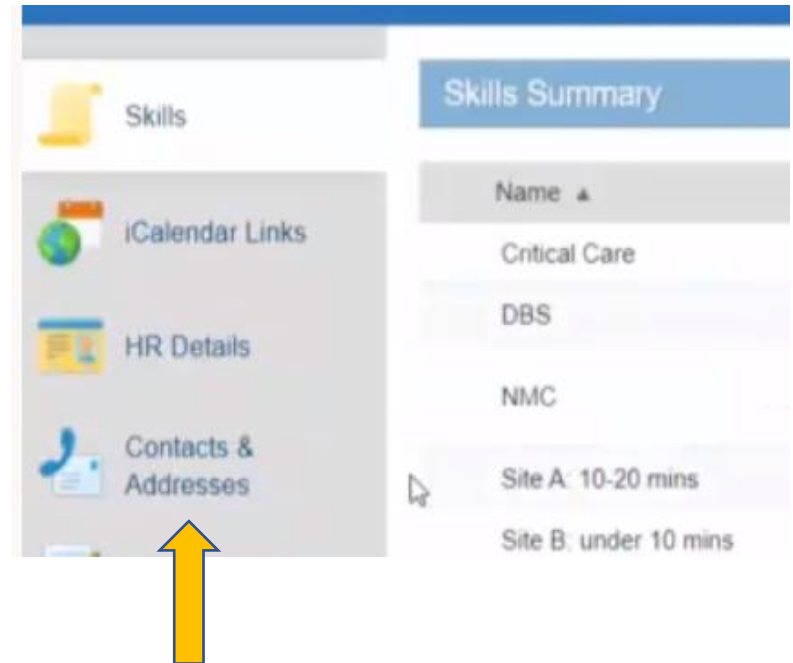 Skills
iCalendar Links
HR Details
Contacts &
Addresses
Skills Summary
Name ▲
Critical Care
DBS
NMC
Site A: 10-20 mins
Site B: under 10 mins